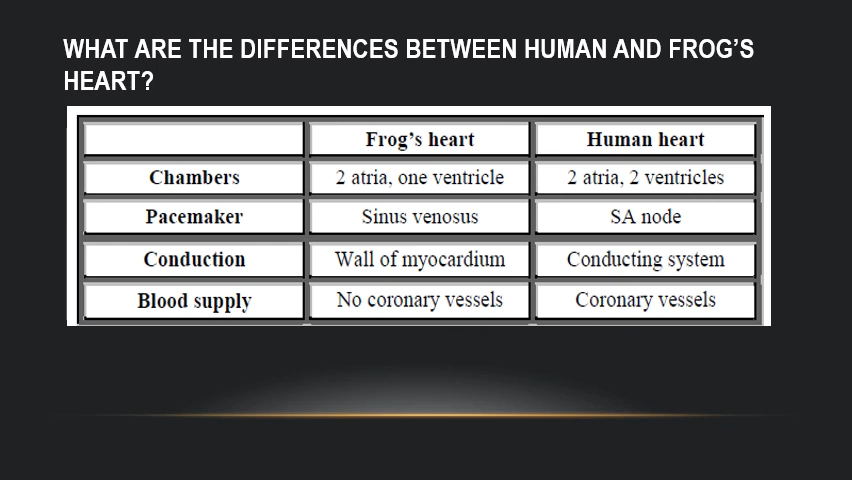 WHAT ARE THE DIFFERENCES BETWEEN HUMAN AND FROG’S
HEART?
Frog’s heart Human heart
Chambers 2 atria, one ventricle 2 atria, 2 ventricles
Pacemaker Sinus venosus SA node
Conduction Wall of myocardium Conducting system
Blood supply No coronary vessels Coronary vessels